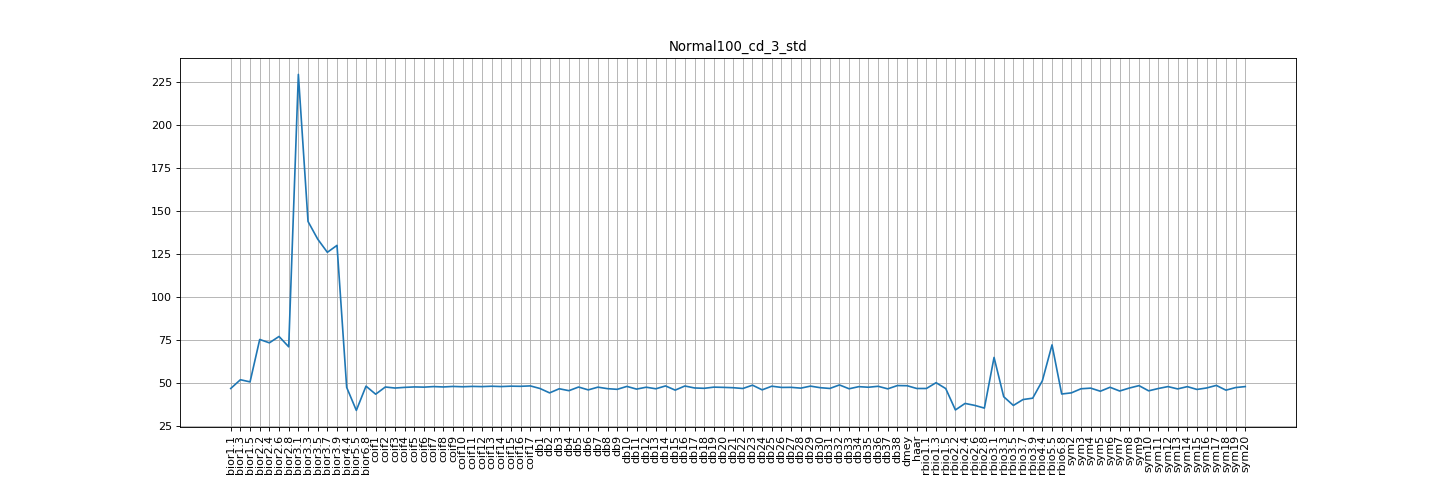 Normal100_cd_3_std
225
200
175
150
125
100
75
50
25
bior1.1
bior1.3
bior1.5
bior2.2
bior2.4
bior2.6
bior2.8
bior3.1
bior3.3
bior3.5
bior3.7
bior3.9
bior4.4
bior5.5
bior6.8
coif1
coif2
coif3
coif4
coif5
coif6
coif7
coif8
coif9
coif10
coif11
coif12
coif13
coif14
coif15
coif16
coif17
db1
db2
db3
db4
db5
db6
db7
db8
db9
db10
db11
db12
db13
db14
db15
db16
db17
db18
db19
db20
db21
db22
db23
db24
db25
db26
db27
db28
db29
db30
db31
db32
db33
db34
db35
db36
db37
db38
dmey
haar
rbio1.1
rbio1.3
rbio1.5
rbio2.2
rbio2.4
rbio2.6
rbio2.8
rbio3.1
rbio3.3
rbio3.5
rbio3.7
rbio3.9
rbio4.4
rbio5.5
rbio6.8
sym2
sym3
sym4
sym5
sym6
sym7
sym8
sym9
sym10
sym11
sym12
sym13
sym14
sym15
sym16
sym17
sym18
sym19
sym20